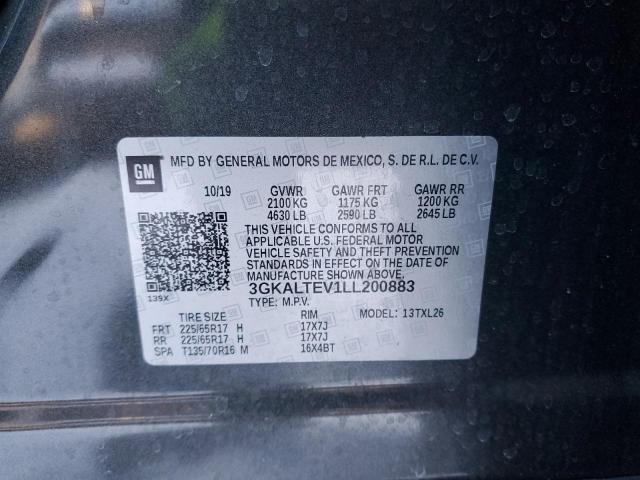 GM
MFD BY GENERAL MOTORS DE MEXICO, S. DE R.L. DE C.V.
10/19 GVWR GAWR FRT GAWR RR
2100 KG 1175 KG 1200 KG
4630 LB 2590 LB 2645 LB
THIS VEHICLE CONFORMS TO ALL
APPLICABLE U.S. FEDERAL MOTOR
VEHICLE SAFETY AND THEFT PREVENTION
STANDARDS IN EFFECT ON THE DATE OF
MANUFACTURE SHOWN ABOVE.
139X
3GKALTEV1LL200883
TYPE: M.P.V.
TIRE SIZE RIM MODEL: 13TXL26
FRT 225/65R17 H 17X7J
RR 225/65R17 H 17X7J
SPA T135/70R16 M 16X4BT